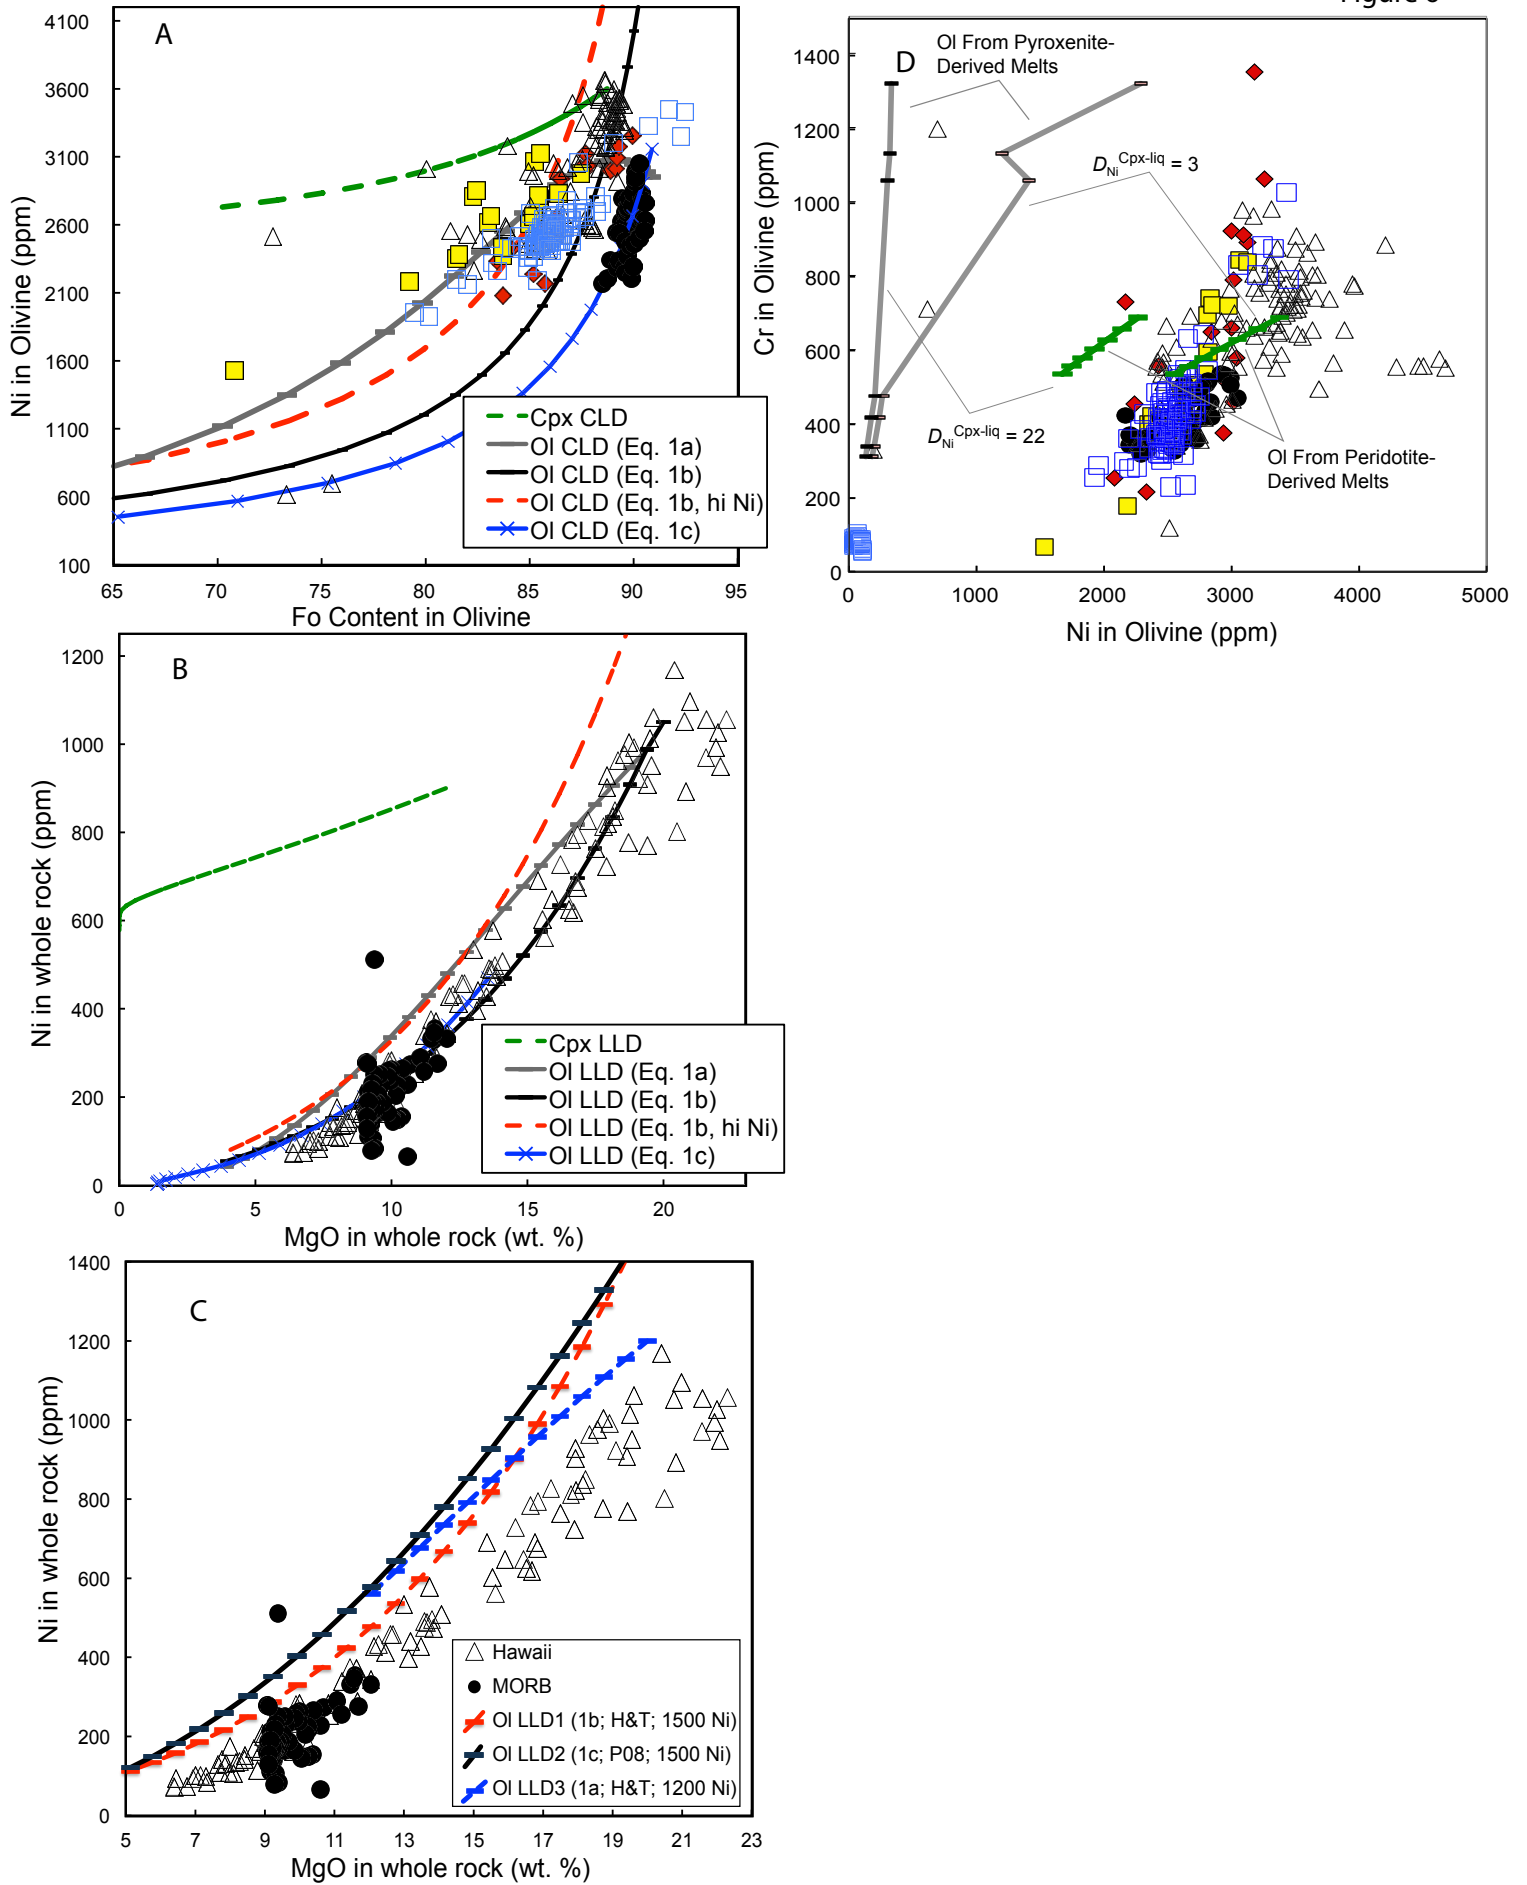 Figure 6
A
4100
3600
3100
2600
2100
1600
1100
600
100
Ni in Olivine (ppm)
65 70 75 80 85 90 95
Fo Content in Olivine
Cpx CLD
Ol CLD (Eq. 1a)
Ol CLD (Eq. 1b)
Ol CLD (Eq. 1b, hi Ni)
Ol CLD (Eq. 1c)
D
1400
1200
1000
800
600
400
200
0
Cr in Olivine (ppm)
Ol From Pyroxenite-
Derived Melts
D Ni Cpx-liq = 3
D Ni Cpx-liq = 22
Ol From Peridotite-
Derived Melts
0 1000 2000 3000 4000 5000
Ni in Olivine (ppm)
B
1200
1000
800
600
400
200
0
Ni in whole rock (ppm)
0 5 10 15 20
MgO in whole rock (wt. %)
Cpx LLD
Ol LLD (Eq. 1a)
Ol LLD (Eq. 1b)
Ol LLD (Eq. 1b, hi Ni)
Ol LLD (Eq. 1c)
C
1400
1200
1000
800
600
400
200
0
Ni in whole rock (ppm)
5 7 9 11 13 15 17 19 21 23
MgO in whole rock (wt. %)
Hawaii
MORB
Ol LLD1 (1b; H&T; 1500 Ni)
Ol LLD2 (1c; P08; 1500 Ni)
Ol LLD3 (1a; H&T; 1200 Ni)